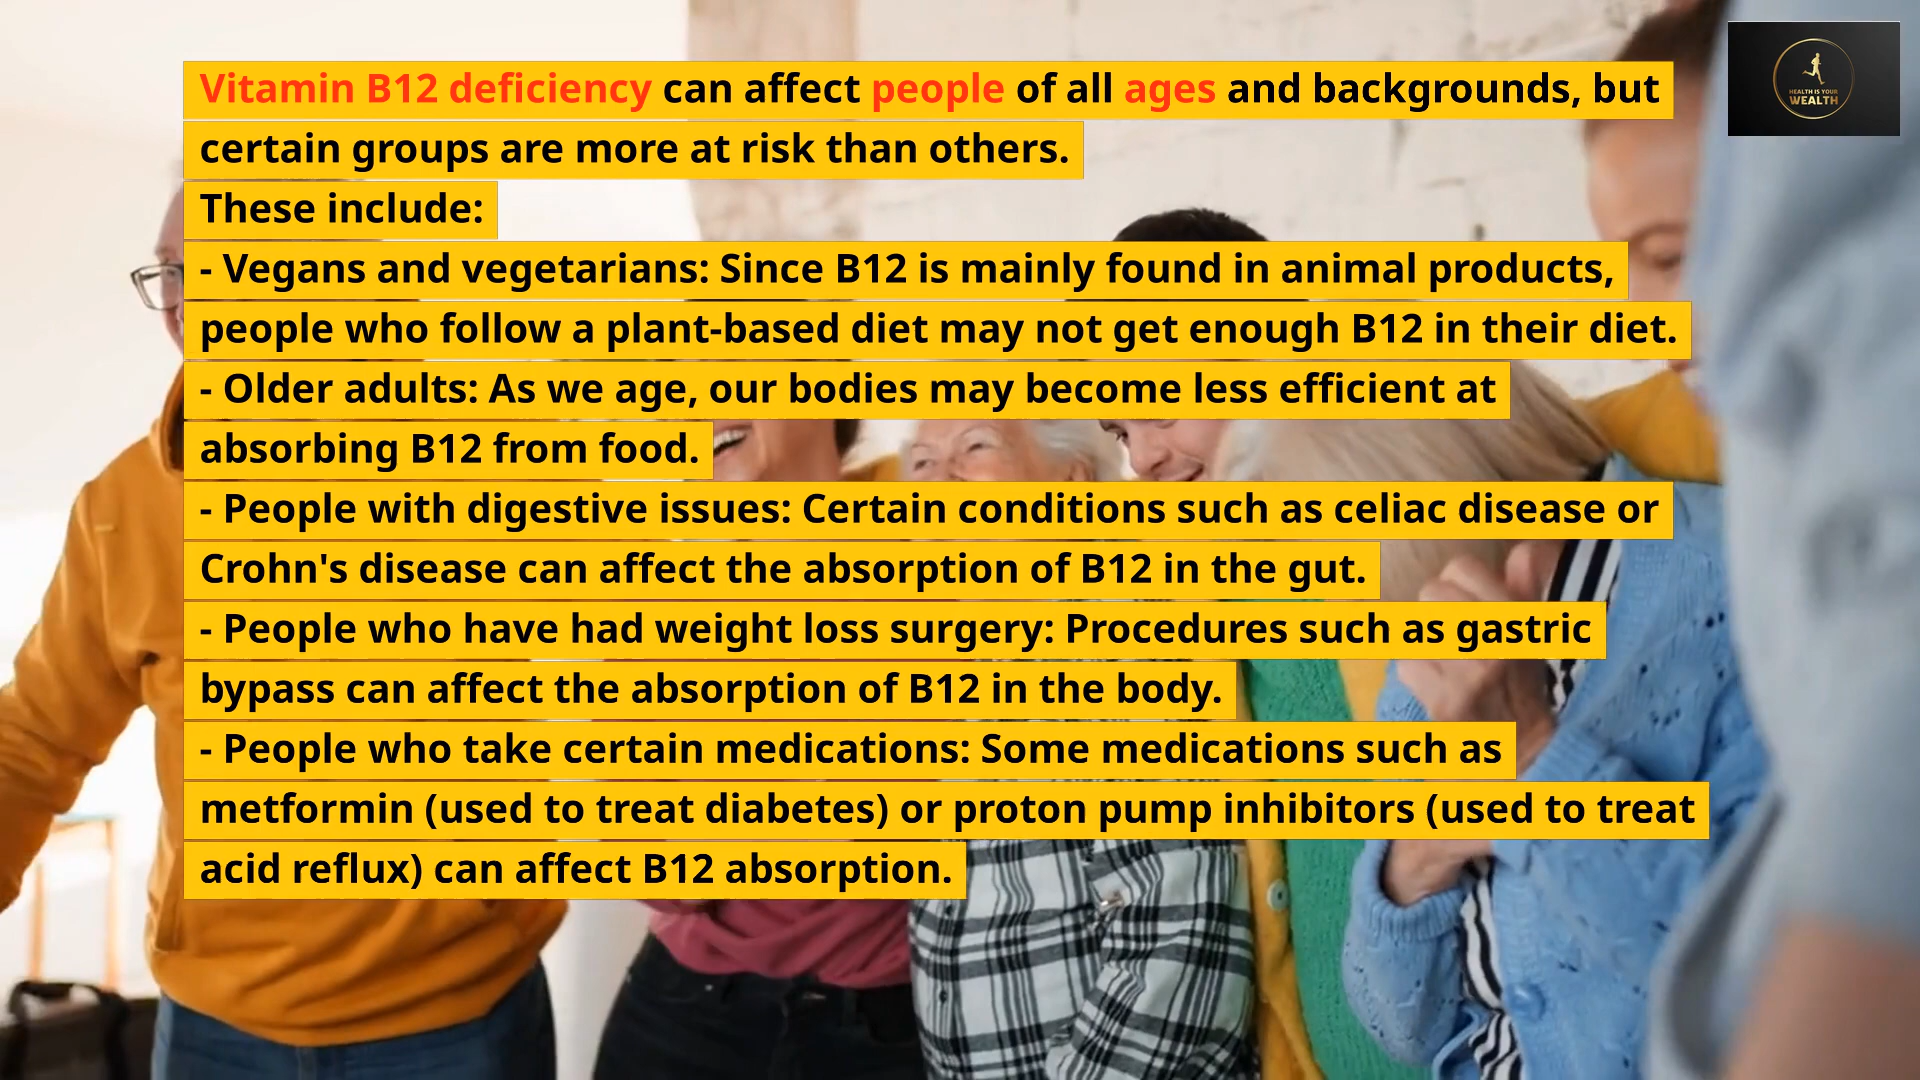 Vitamin B12 deficiency can affect people of all ages and backgrounds, but
certain groups are more at risk than others.
These include:
- Vegans and vegetarians: Since B12 is mainly found in animal products,
people who follow a plant-based diet may not get enough B12 in their diet.
- Older adults: As we age, our bodies may become less efficient at
absorbing B12 from food.
- People with digestive issues: Certain conditions such as celiac disease or
Crohn's disease can affect the absorption of B12 in the gut.
- People who have had weight loss surgery: Procedures such as gastric
bypass can affect the absorption of B12 in the body.
- People who take certain medications: Some medications such as
metformin (used to treat diabetes) or proton pump inhibitors (used to treat
acid reflux) can affect B12 absorption.
HEALTH IS YOUR
WEALTH